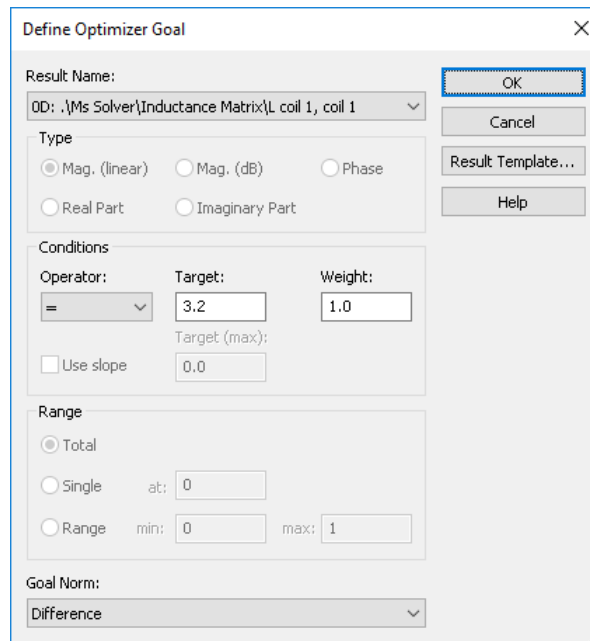 Define Optimizer Goal
Result Name:
0D: .\Ms Solver\Inductance Matrix\L coil 1, coil 1
OK
Cancel
Result Template...
Help
Type
Mag. (linear) Mag. (dB) Phase
Real Part Imaginary Part
Conditions
Operator: Target: Weight:
= 3.2 1.0
Target (max):
Use slope 0.0
Range
Total
Single at: 0
Range min: 0 max: 1
Goal Norm:
Difference